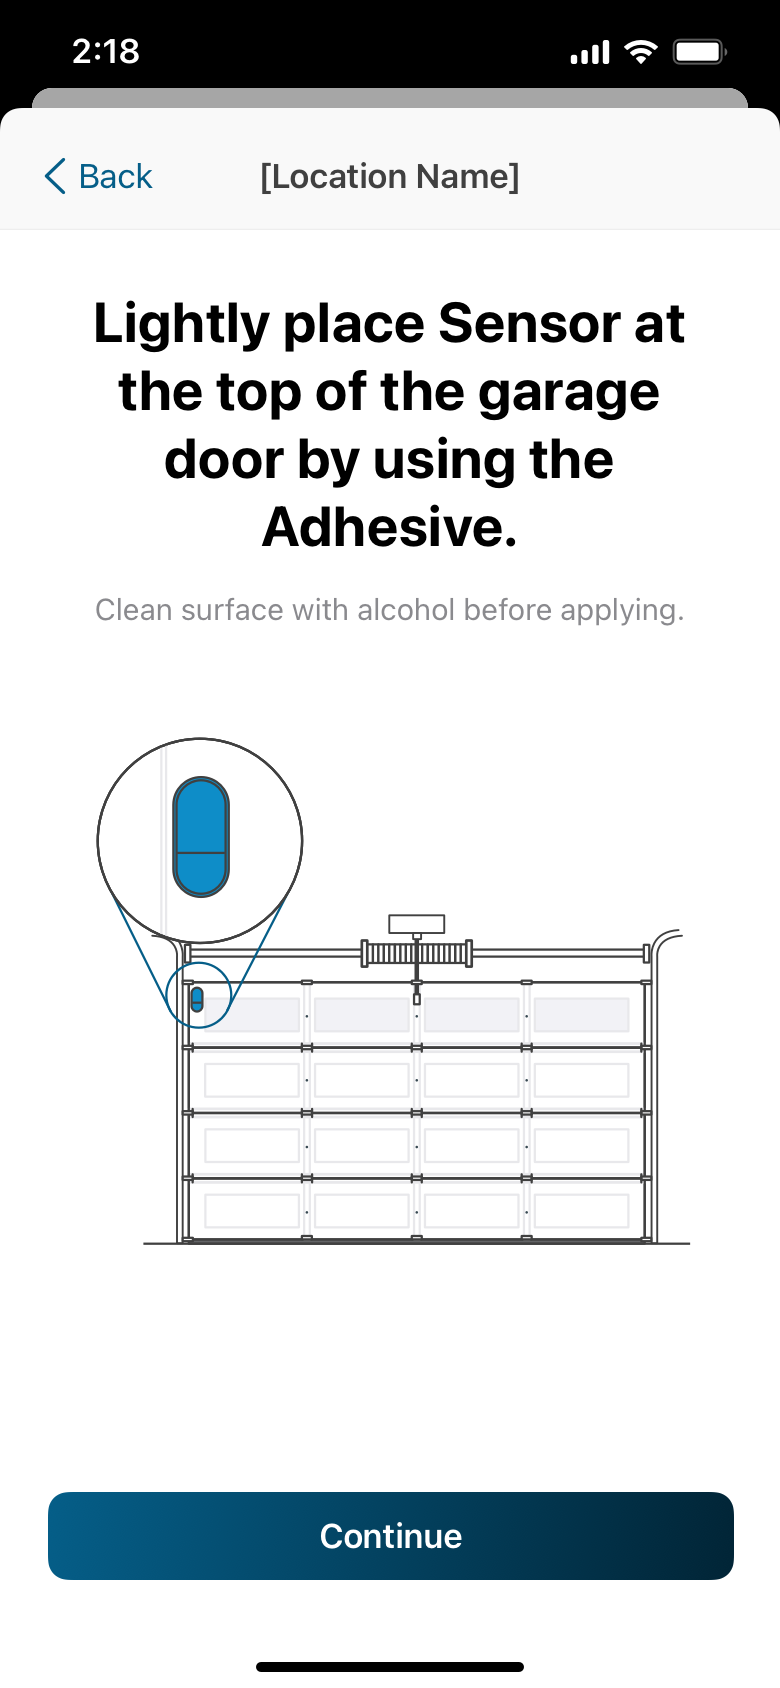 2:18
Back
[Location Name]
Lightly place Sensor at
the top of the garage
door by using the
Adhesive.
Clean surface with alcohol before applying.
Continue